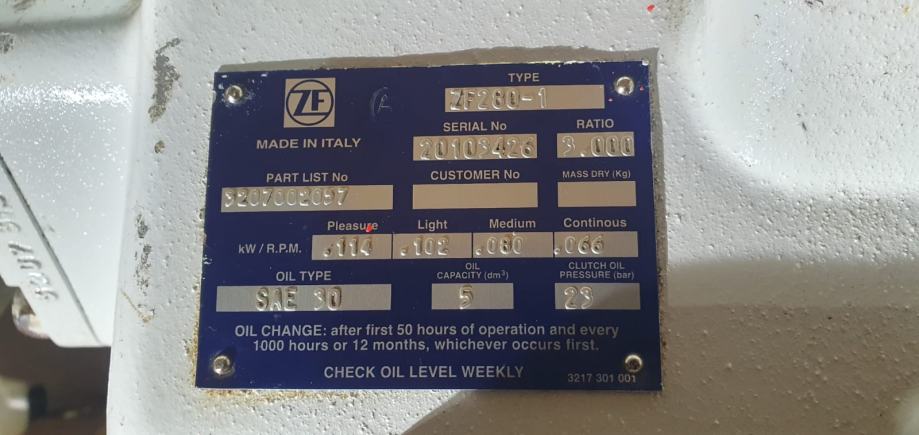 ZF
TYPE
ZF280-1
MADE IN ITALY
SERIAL No
20103426
RATIO
3.000
PART LIST No
3207002057
CUSTOMER No
MASS DRY (Kg)
Pleasure Light Medium Continous
kW / R.P.M. .114 .102 .080 .066
OIL TYPE
SAE 30
OIL
CAPACITY (dm³)
5
CLUTCH OIL
PRESSURE (bar)
23
OIL CHANGE: after first 50 hours of operation and every
1000 hours or 12 months, whichever occurs first.
CHECK OIL LEVEL WEEKLY
3217 301 001